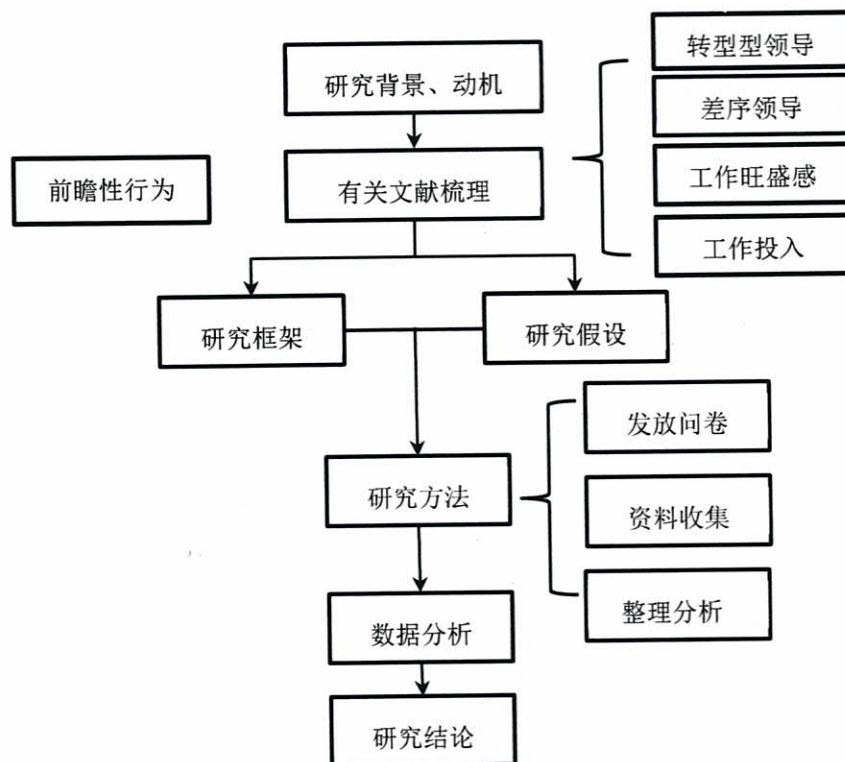 研究背景、动机
转型型领导
差序领导
前瞻性行为
有关文献梳理
工作旺盛感
工作投入
研究框架
研究假设
发放问卷
研究方法
资料收集
整理分析
数据分析
研究结论